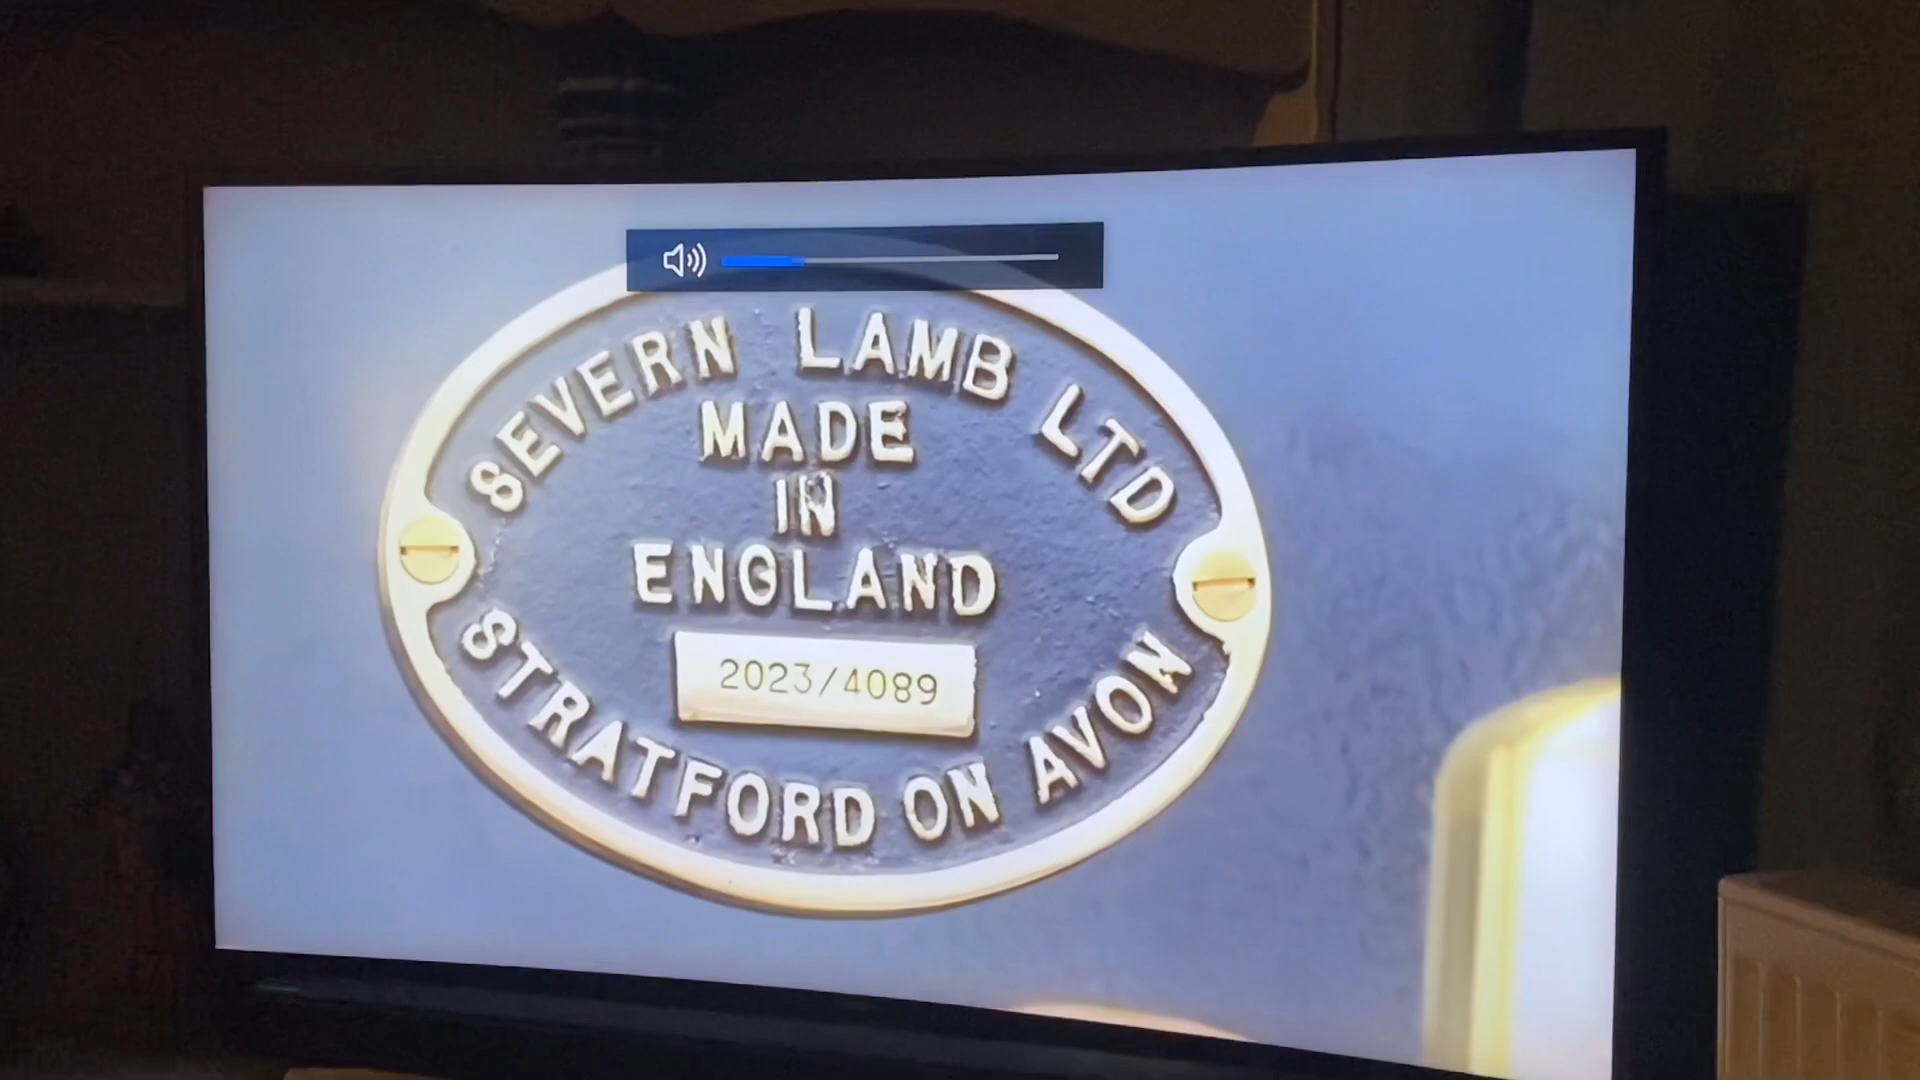 SEVERN LAMB LTD
MADE
IN
ENGLAND
2023/4089
STRATFORD ON AVON